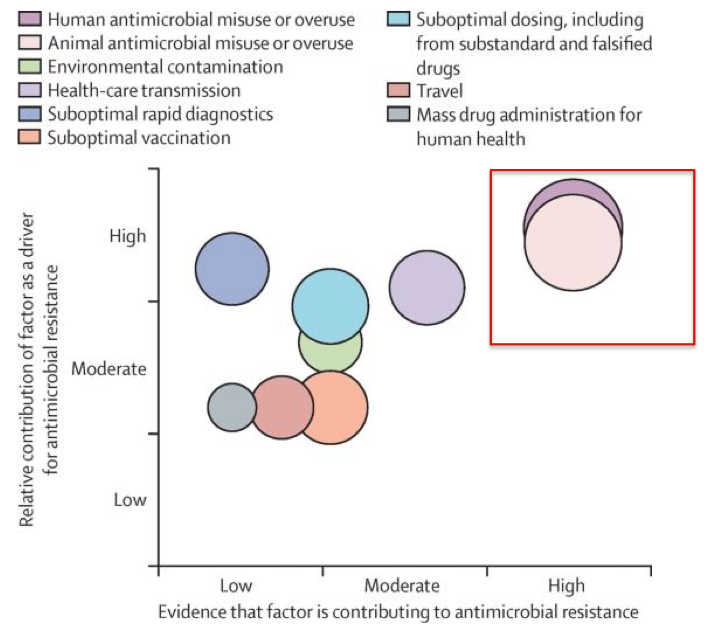 Human antimicrobial misuse or overuse
Animal antimicrobial misuse or overuse
Environmental contamination
Health-care transmission
Suboptimal rapid diagnostics
Suboptimal vaccination
Suboptimal dosing, including
from substandard and falsified
drugs
Travel
Mass drug administration for
human health
Relative contribution of factor as a driver
for antimicrobial resistance
High
Moderate
Low
Low
Moderate
High
Evidence that factor is contributing to antimicrobial resistance